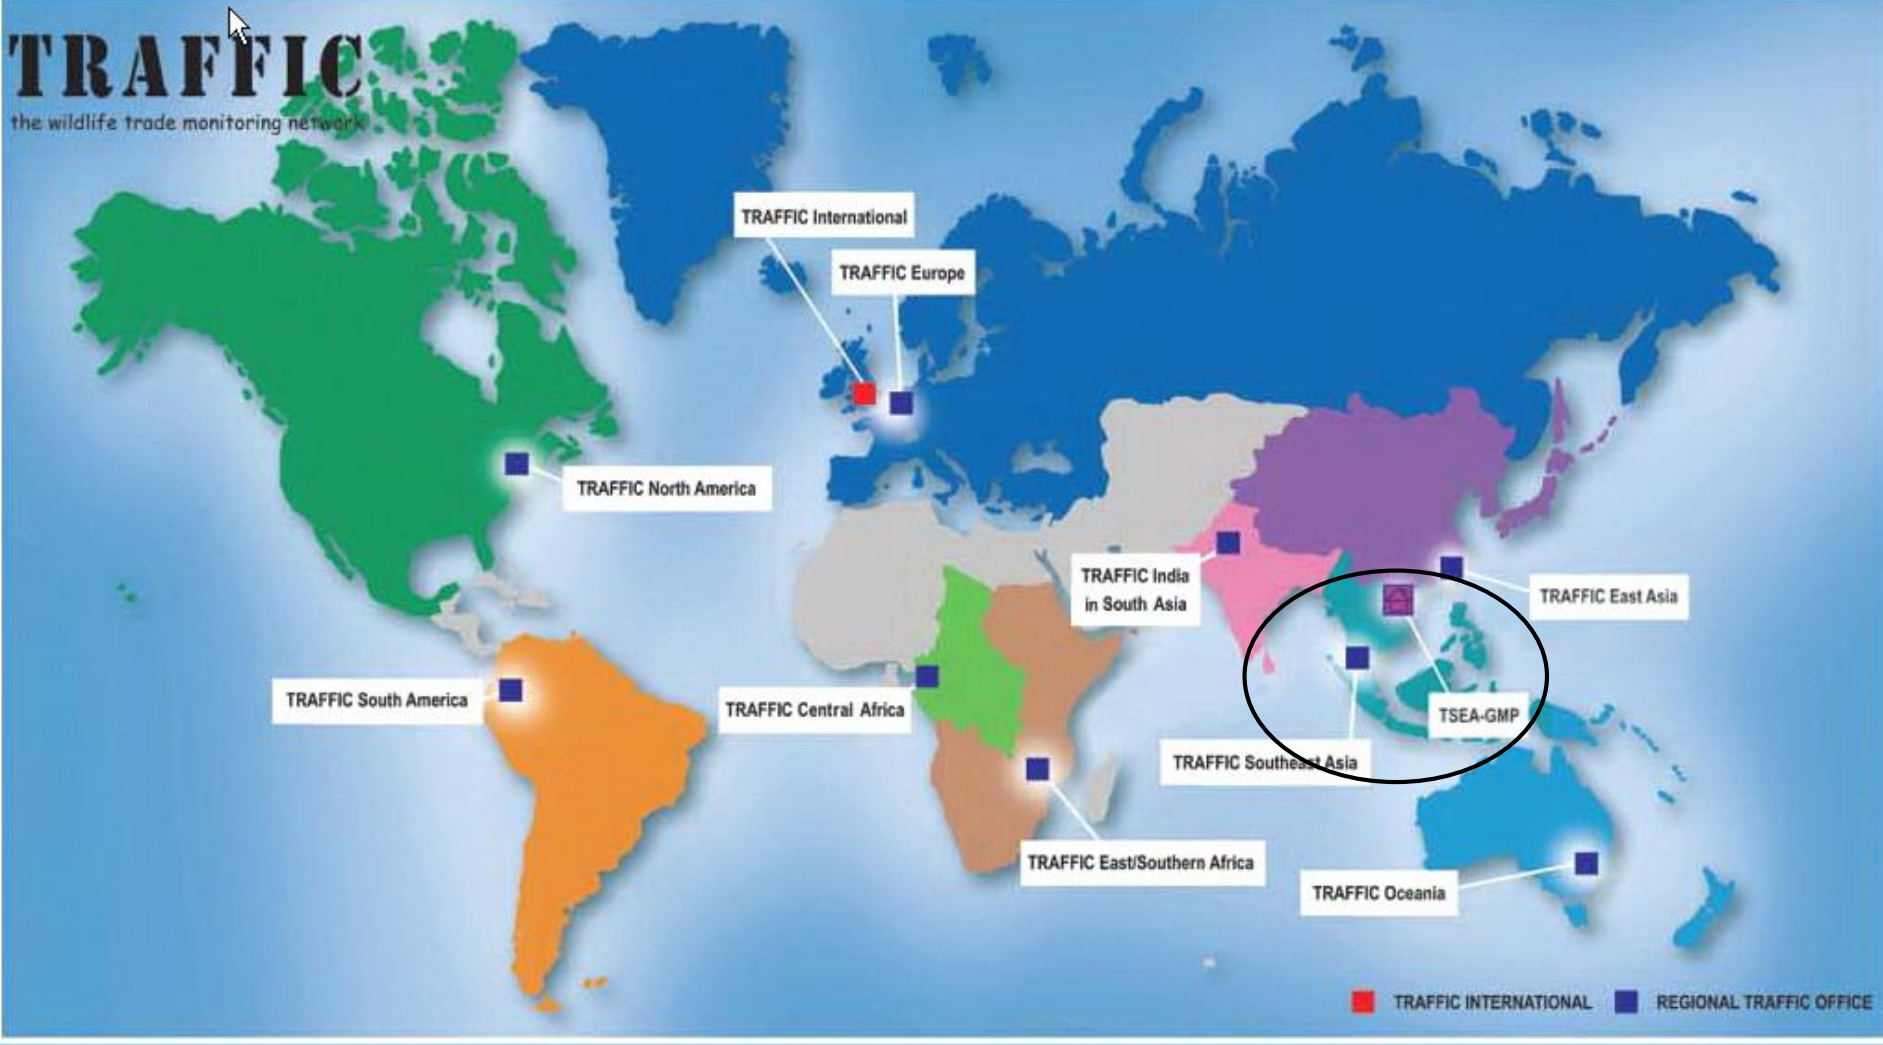 TRAFFIC
the wildlife trade monitoring network
TRAFFIC International
TRAFFIC Europe
TRAFFIC North America
TRAFFIC India
in South Asia
TRAFFIC East Asia
TRAFFIC South America
TRAFFIC Central Africa
TSEA-GMP
TRAFFIC Southeast Asia
TRAFFIC East/Southern Africa
TRAFFIC Oceania
TRAFFIC INTERNATIONAL
REGIONAL TRAFFIC OFFICE